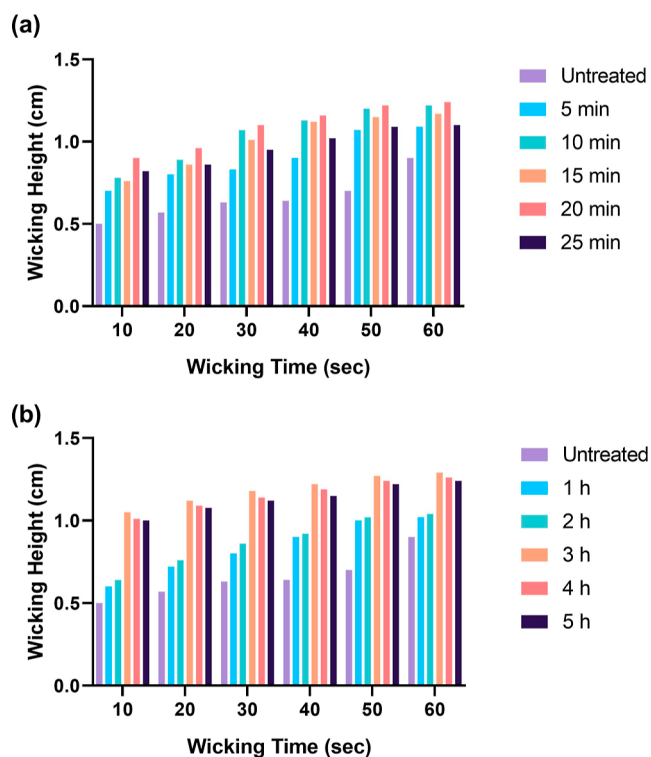 (a)
Wicking Height (cm)
1.5
1.0
0.5
0.0
10 20 30 40 50 60
Wicking Time (sec)
Untreated
5 min
10 min
15 min
20 min
25 min
(b)
Wicking Height (cm)
1.5
1.0
0.5
0.0
10 20 30 40 50 60
Wicking Time (sec)
Untreated
1 h
2 h
3 h
4 h
5 h